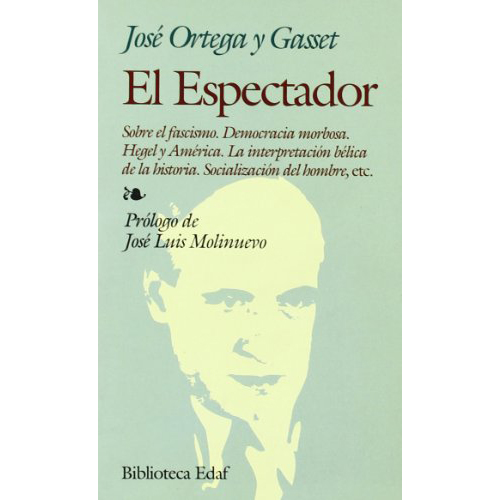 José Ortega y Gasset
El Espectador
Sobre el fascismo. Democracia morbosa.
Hegel y América. La interpretación bélica
de la historia. Socialización del hombre, etc.
Prólogo de
José Luis Molinuevo
Biblioteca Edaf